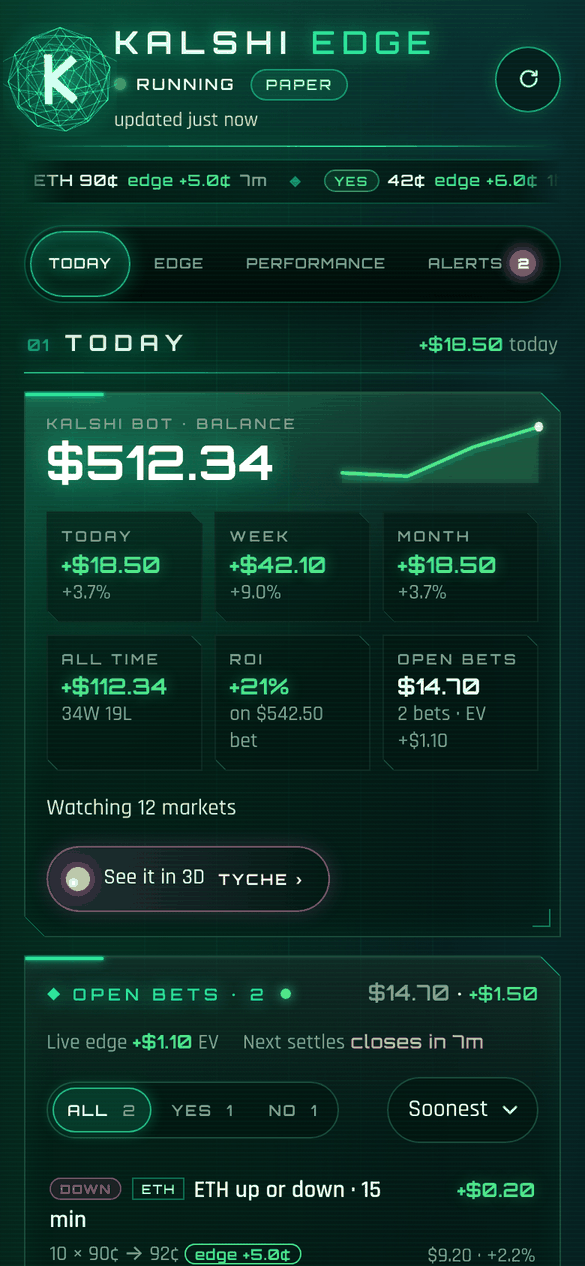 K
KALSHI EDGE
RUNNING PAPER
updated just now
ETH 90¢ edge +5.0¢ 7m ◆ YES 42¢ edge +6.0¢
TODAY EDGE PERFORMANCE ALERTS 2
01 TODAY +$18.50 today
KALSHI BOT · BALANCE
$512.34
TODAY WEEK MONTH
+$18.50 +$42.10 +$18.50
+3.7% +9.0% +3.7%
ALL TIME ROI OPEN BETS
+$112.34 +21% $14.70
34W 19L on $542.50 2 bets · EV
bet +$1.10
Watching 12 markets
See it in 3D TYCHE ›
◆ OPEN BETS · 2 $14.70 · +$1.50
Live edge +$1.10 EV Next settles closes in 7m
ALL 2 YES 1 NO 1 Soonest
DOWN ETH ETH up or down · 15 +$0.20
min
10 × 90¢ → 92¢ edge +5.0¢ $9.20 · +2.2%